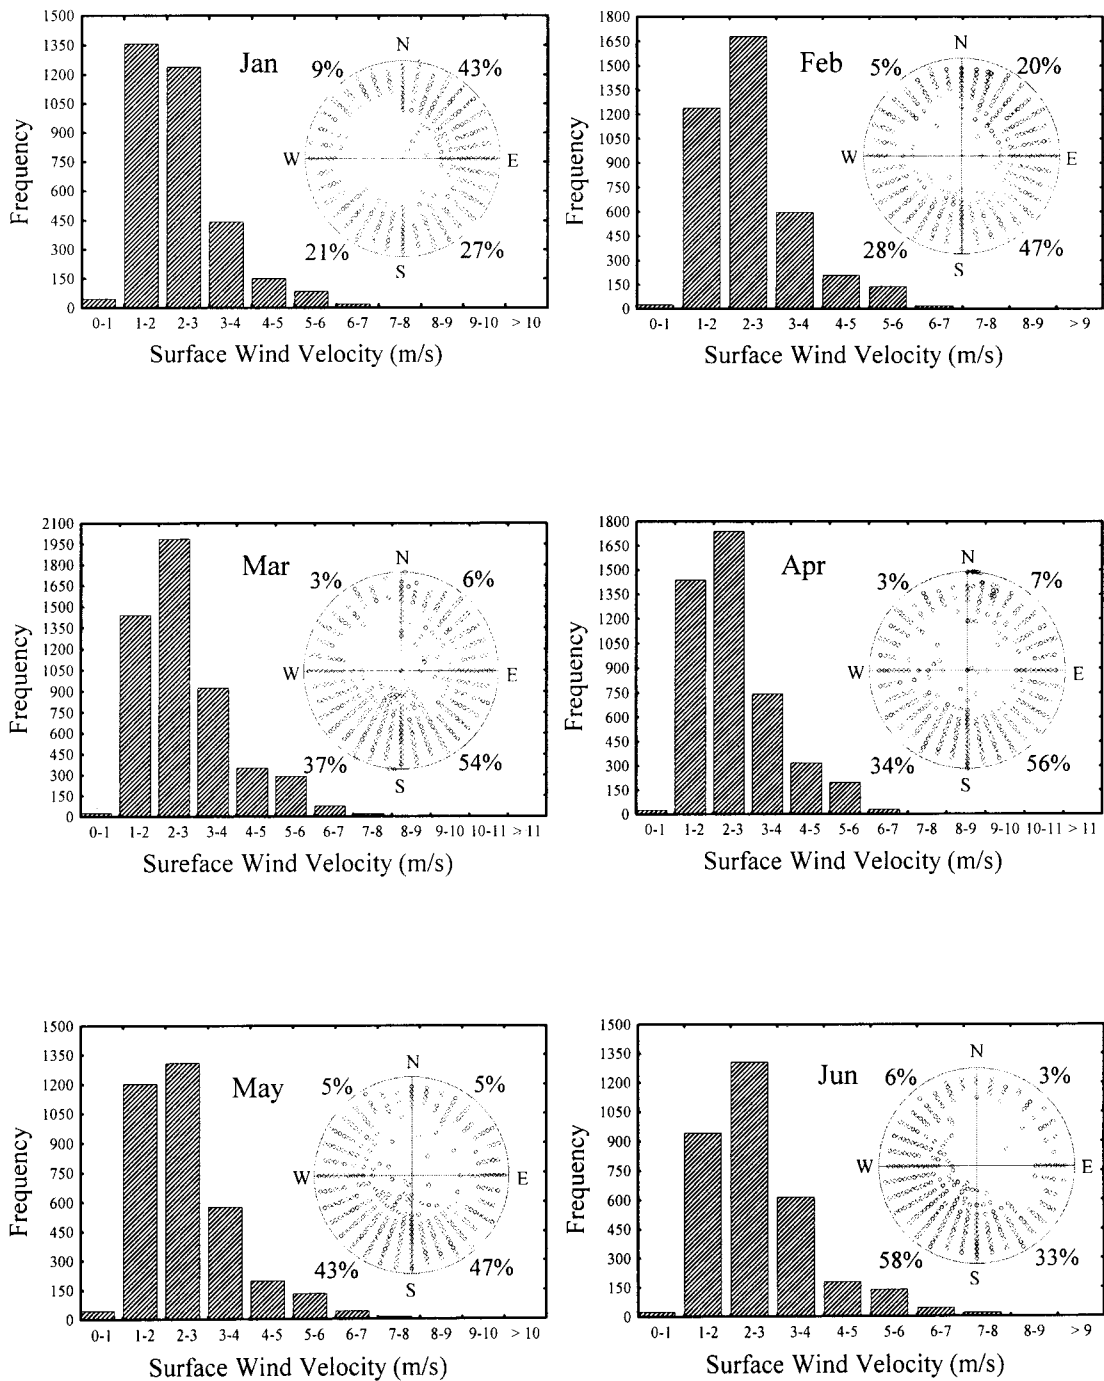 Jan
N
9% 43%
W E
21% 27%
S
Frequency
1500
1350
1200
1050
900
750
600
450
300
150
0
0-1 1-2 2-3 3-4 4-5 5-6 6-7 7-8 8-9 9-10 > 10
Surface Wind Velocity (m/s)
Feb
N
5% 20%
W E
28% 47%
S
Frequency
1800
1650
1500
1350
1200
1050
900
750
600
450
300
150
0
0-1 1-2 2-3 3-4 4-5 5-6 6-7 7-8 8-9 > 9
Surface Wind Velocity (m/s)
Mar
N
3% 6%
W E
37% 54%
S
Frequency
2100
1950
1800
1650
1500
1350
1200
1050
900
750
600
450
300
150
0
0-1 1-2 2-3 3-4 4-5 5-6 6-7 7-8 8-9 9-10 10-11 > 11
Sureface Wind Velocity (m/s)
Apr
N
3% 7%
W E
34% 56%
S
Frequency
1800
1650
1500
1350
1200
1050
900
750
600
450
300
150
0
0-1 1-2 2-3 3-4 4-5 5-6 6-7 7-8 8-9 9-10 10-11 > 11
Surface Wind Velocity (m/s)
May
N
5% 5%
W E
43% 47%
S
Frequency
1500
1350
1200
1050
900
750
600
450
300
150
0
0-1 1-2 2-3 3-4 4-5 5-6 6-7 7-8 8-9 9-10 > 10
Surface Wind Velocity (m/s)
Jun
N
6% 3%
W E
58% 33%
S
Frequency
1500
1350
1200
1050
900
750
600
450
300
150
0
0-1 1-2 2-3 3-4 4-5 5-6 6-7 7-8 8-9 > 9
Surface Wind Velocity (m/s)